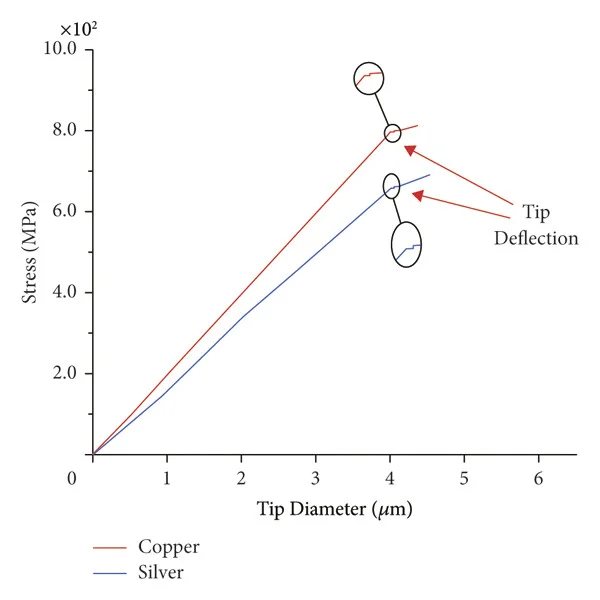 ×10²
10.0
8.0
6.0
4.0
2.0
Stress (MPa)
Tip
Deflection
0 1 2 3 4 5 6
Tip Diameter (μm)
Copper
Silver